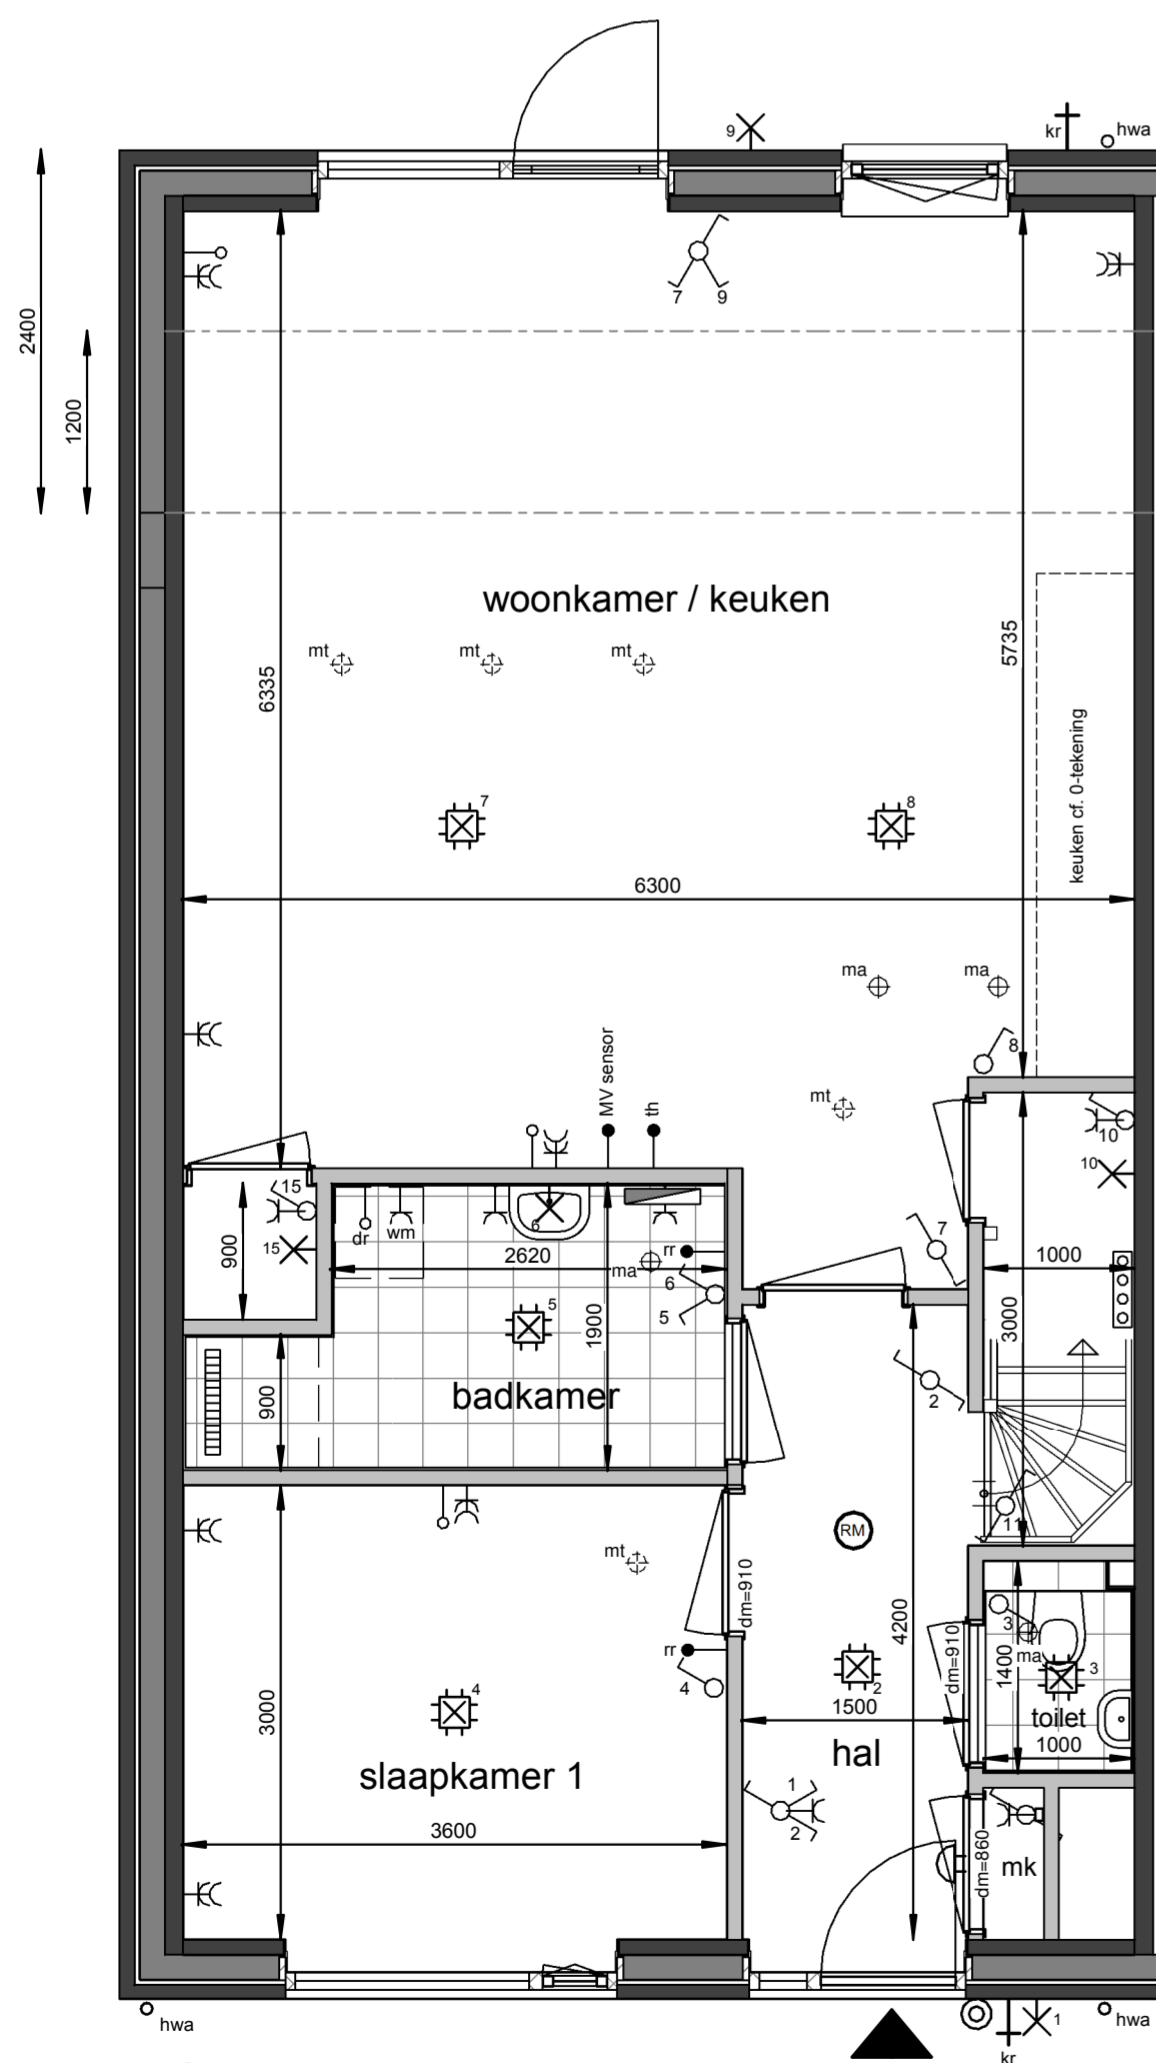 9
kr
hwa
2400
1200
7
9
woonkamer / keuken
mt
mt
mt
6335
5735
keuken cf. 0-tekening
7
8
6300
ma
ma
MV sensor
th
mt
8
10
10
15
15
900
dr
wm
6
2620
ma
rr
6
5
7
1000
3000
5
1900
900
badkamer
2
11
RM
mt
dm=910
rr
4
4
3000
slaapkamer 1
3600
4200
2
1500
hal
dm=910
3
ma
1400
3
toilet
1000
1
2
dm=860
mk
hwa
kr
1
hwa